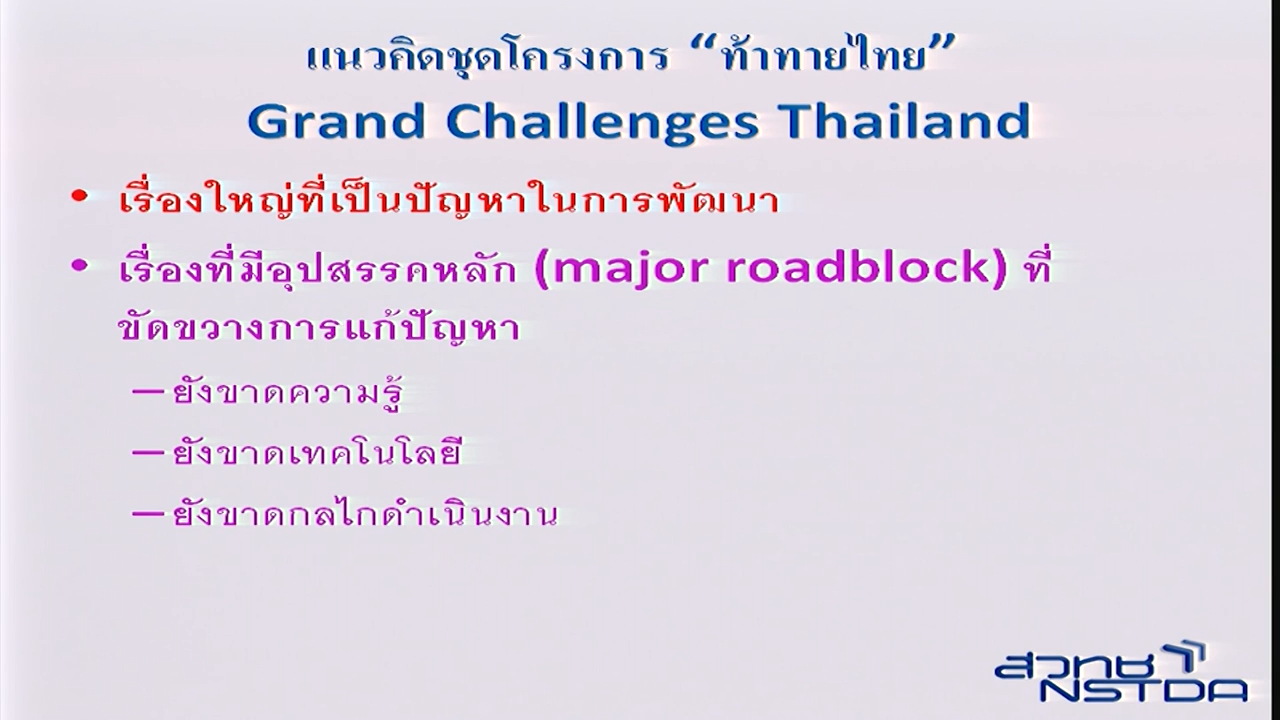 แนวคิดชุดโครงการ “ท้าทายไทย”
Grand Challenges Thailand
• เรื่องใหญ่ที่เป็นปัญหาในการพัฒนา
• เรื่องที่มีอุปสรรคหลัก (major roadblock) ที่
ขัดขวางการแก้ปัญหา
—ยังขาดความรู้
—ยังขาดเทคโนโลยี
—ยังขาดกลไกดำเนินงาน
สวทช
NSTDA